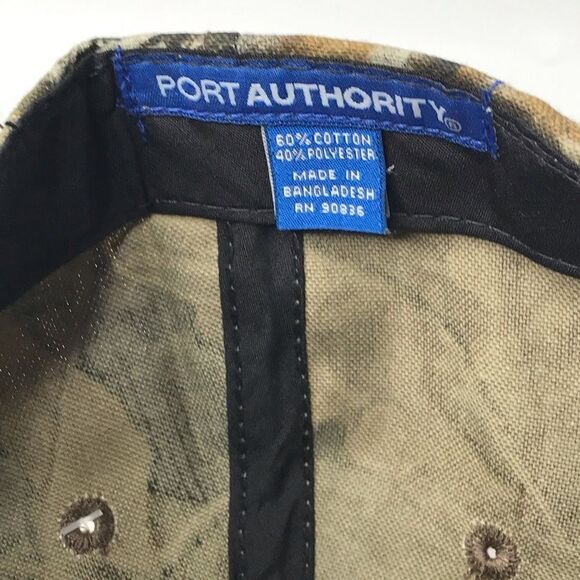 PORT AUTHORITY®
60% COTTON
40% POLYESTER
MADE IN
BANGLADESH
RN 90836